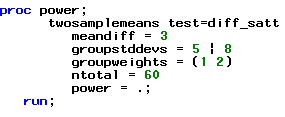 proc power;
twosamplemeans test=diff_satt
meandiff = 3
groupstddevs = 5 | 8
groupweights = (1 2)
ntotal = 60
power = .;
run;